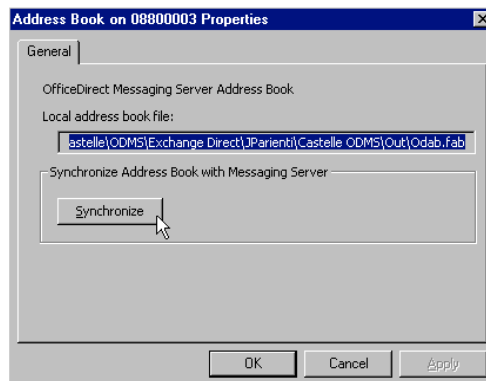 Address Book on 08800003 Properties
General
OfficeDirect Messaging Server Address Book
Local address book file:
astelle\ODMS\Exchange Direct\JParienti\Castelle ODMS\Out\Odab.fab
Synchronize Address Book with Messaging Server
Synchronize
OK Cancel Apply